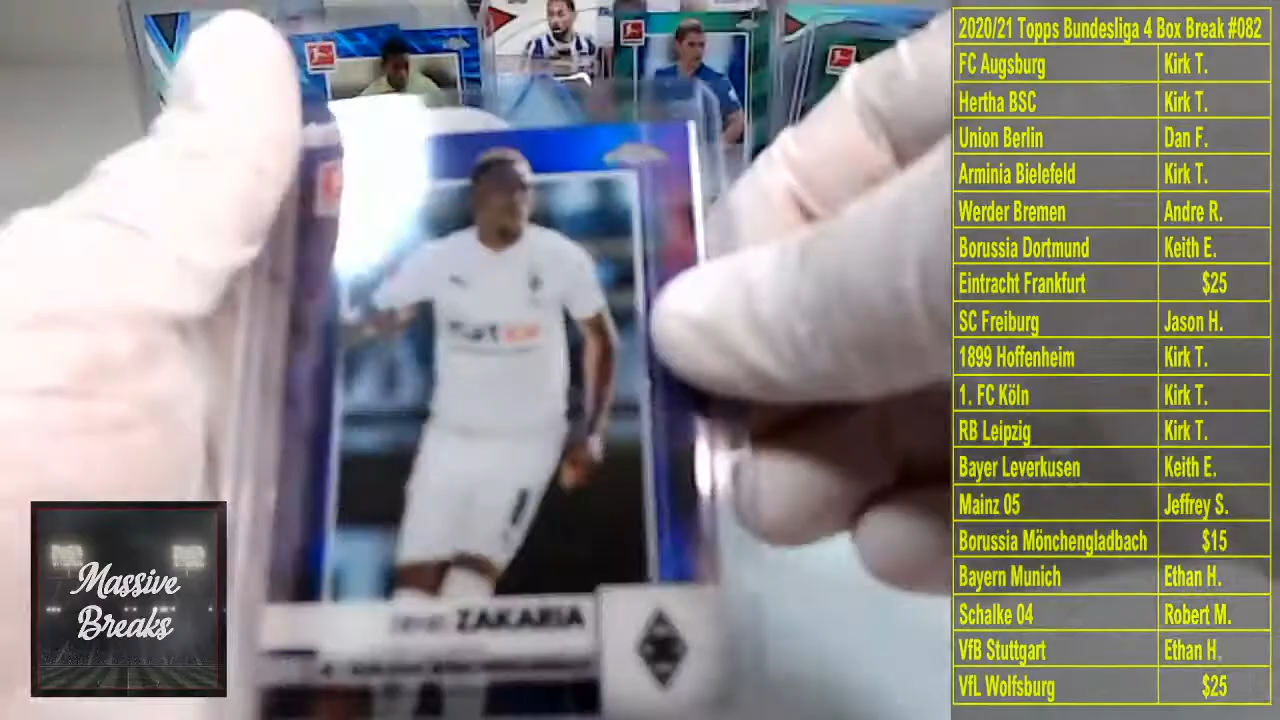 2020/21 Topps Bundesliga 4 Box Break #082
FC Augsburg Kirk T.
Hertha BSC Kirk T.
Union Berlin Dan F.
Arminia Bielefeld Kirk T.
Werder Bremen Andre R.
Borussia Dortmund Keith E.
Eintracht Frankfurt $25
SC Freiburg Jason H.
1899 Hoffenheim Kirk T.
1. FC Köln Kirk T.
RB Leipzig Kirk T.
Bayer Leverkusen Keith E.
Mainz 05 Jeffrey S.
Borussia Mönchengladbach $15
Bayern Munich Ethan H.
Schalke 04 Robert M.
VfB Stuttgart Ethan H.
VfL Wolfsburg $25
ZAKARIA
Massive
Breaks